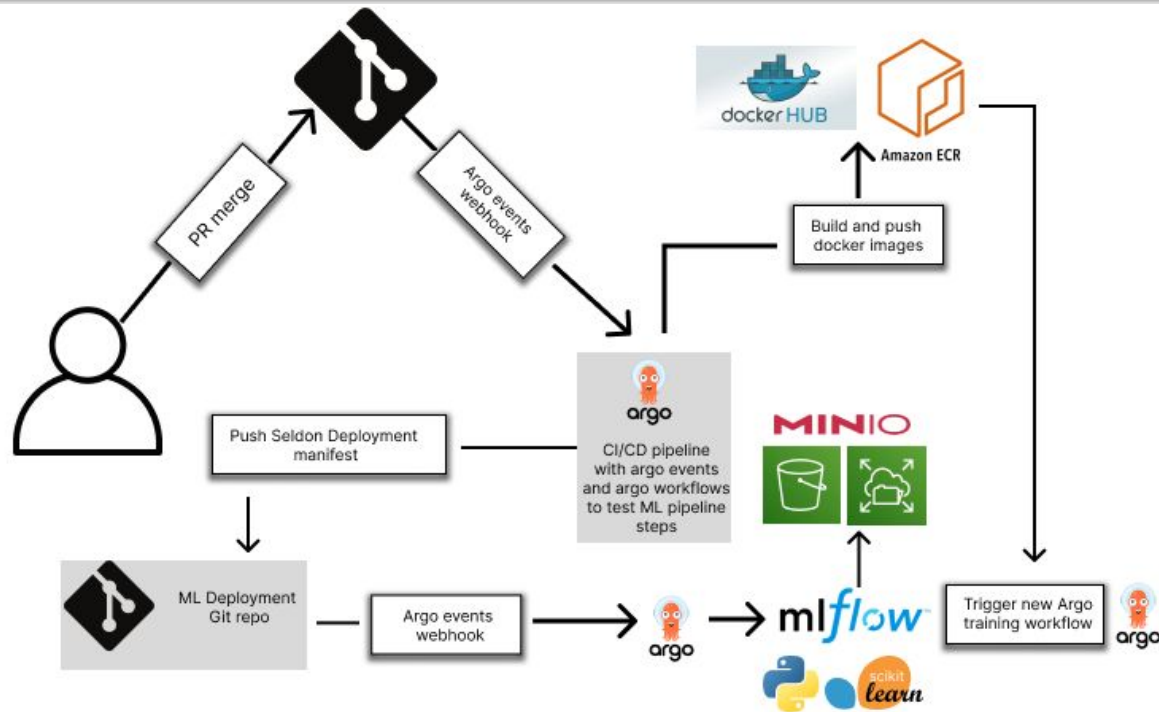 PR merge
Argo events
webhook
docker HUB
Amazon ECR
Build and push
docker images
argo
CI/CD pipeline
with argo events
and argo workflows
to test ML pipeline
steps
Push Seldon Deployment
manifest
MINIO
ML Deployment
Git repo
Argo events
webhook
argo
mlflow™
scikit
learn
Trigger new Argo
training workflow
argo